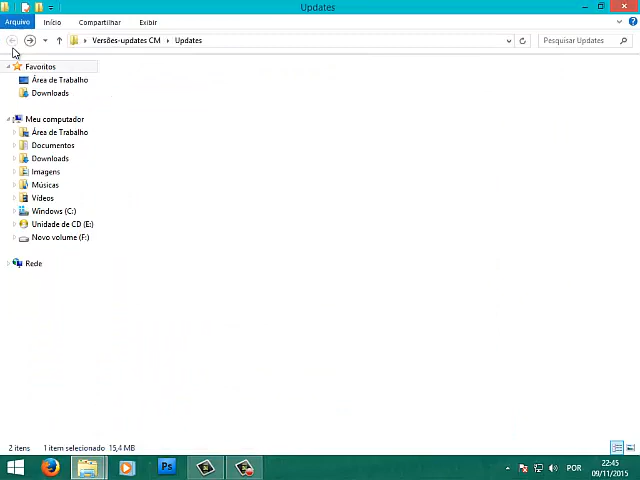 Updates
Arquivo Início Compartilhar Exibir
Versões-updates CM Updates Pesquisar Updates
Favoritos
Área de Trabalho
Downloads
Meu computador
Área de Trabalho
Documentos
Downloads
Imagens
Músicas
Vídeos
Windows (C:)
Unidade de CD (E:)
Novo volume (F:)
Rede
2 itens 1 item selecionado 15,4 MB
Ps
POR
22:45
09/11/2015